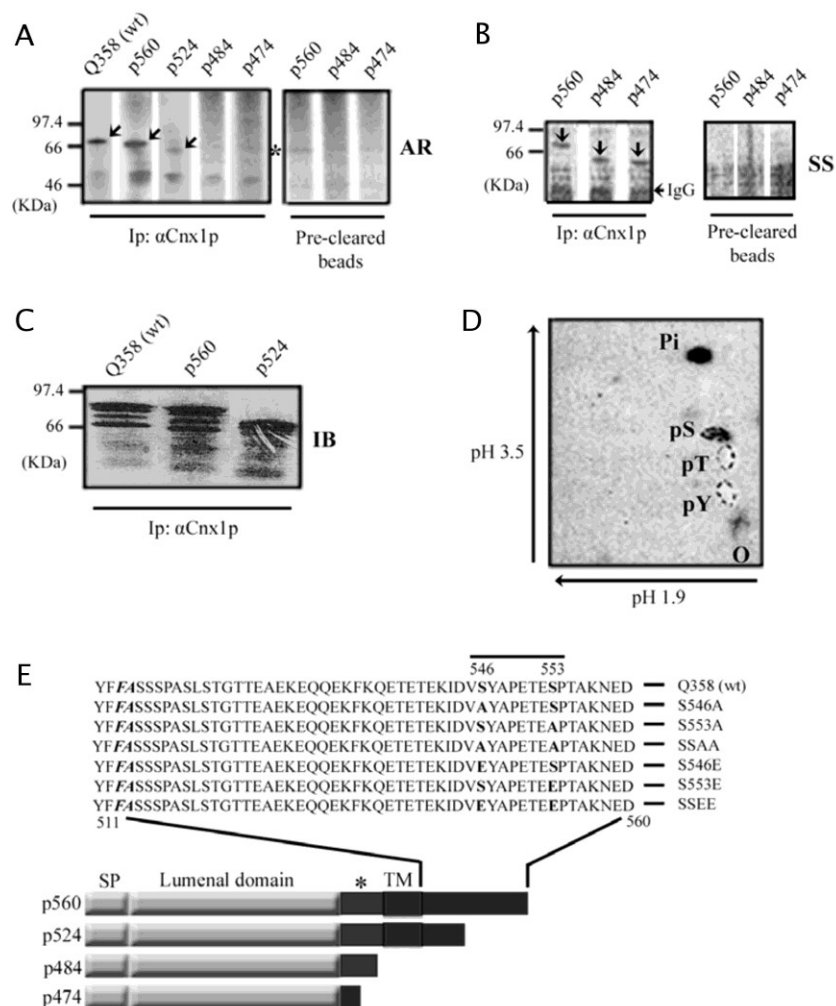 A
Q358 (wt) p560 p524 p484 p474 p560 p484 p474
97.4
66
46
(KDa)
*
AR
Ip: αCnx1p
Pre-cleared
beads
B
p560 p484 p474 p560 p484 p474
97.4
66
(KDa)
IgG
SS
Ip: αCnx1p
Pre-cleared
beads
C
Q358 (wt) p560 p524
97.4
66
(KDa)
IB
Ip: αCnx1p
D
pH 3.5
Pi
pS
pT
pY
O
pH 1.9
E
546 553
YFFASSSPASLSTGTTEAEKEQQEKFKQETETEKIDVSYAPETESPTAKNED Q358 (wt)
YFFASSSPASLSTGTTEAEKEQQEKFKQETETEKIDVAYAPETESPTAKNED S546A
YFFASSSPASLSTGTTEAEKEQQEKFKQETETEKIDVSYAPETEAPTAKNED S553A
YFFASSSPASLSTGTTEAEKEQQEKFKQETETEKIDVAYAPETEAPTAKNED SSAA
YFFASSSPASLSTGTTEAEKEQQEKFKQETETEKIDVEYAPETESPTAKNED S546E
YFFASSSPASLSTGTTEAEKEQQEKFKQETETEKIDVSYAPETEEPTAKNED S553E
YFFASSSPASLSTGTTEAEKEQQEKFKQETETEKIDVEYAPETEEPTAKNED SSEE
511 560
SP Lumenal domain * TM
p560
p524
p484
p474